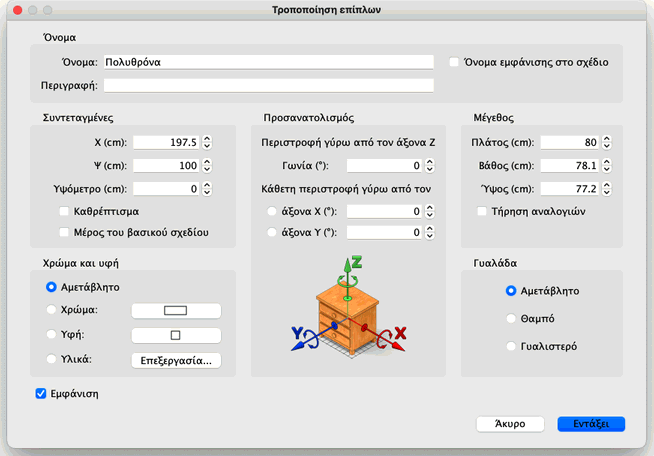 Τροποποίηση επίπλων
Όνομα
Όνομα: Πολυθρόνα
Όνομα εμφάνισης στο σχέδιο
Περιγραφή:
Συντεταγμένες
X (cm): 197.5
Ψ (cm): 100
Υψόμετρο (cm): 0
Καθρέπτισμα
Μέρος του βασικού σχεδίου
Προσανατολισμός
Περιστροφή γύρω από τον άξονα Z
Γωνία (°): 0
Κάθετη περιστροφή γύρω από τον
άξονα X (°): 0
άξονα Y (°): 0
Μέγεθος
Πλάτος (cm): 80
Βάθος (cm): 78.1
Ύψος (cm): 77.2
Τήρηση αναλογιών
Χρώμα και υφή
Αμετάβλητο
Χρώμα:
Υφή:
Υλικά: Επεξεργασία...
Z
Y
X
Γυαλάδα
Αμετάβλητο
Θαμπό
Γυαλιστερό
Εμφάνιση
Άκυρο
Εντάξει